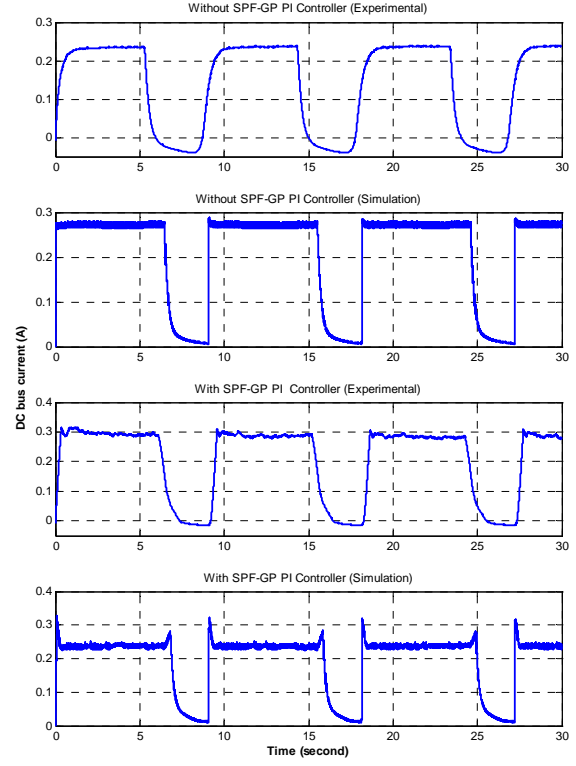 Without SPF-GP PI Controller (Experimental)
0.3
0.2
0.1
0
0 5 10 15 20 25 30
Without SPF-GP PI Controller (Simulation)
0.3
0.2
0.1
0
0 5 10 15 20 25 30
With SPF-GP PI Controller (Experimental)
0.4
0.3
0.2
0.1
0
0 5 10 15 20 25 30
With SPF-GP PI Controller (Simulation)
0.4
0.3
0.2
0.1
0
0 5 10 15 20 25 30
DC bus current (A)
Time (second)